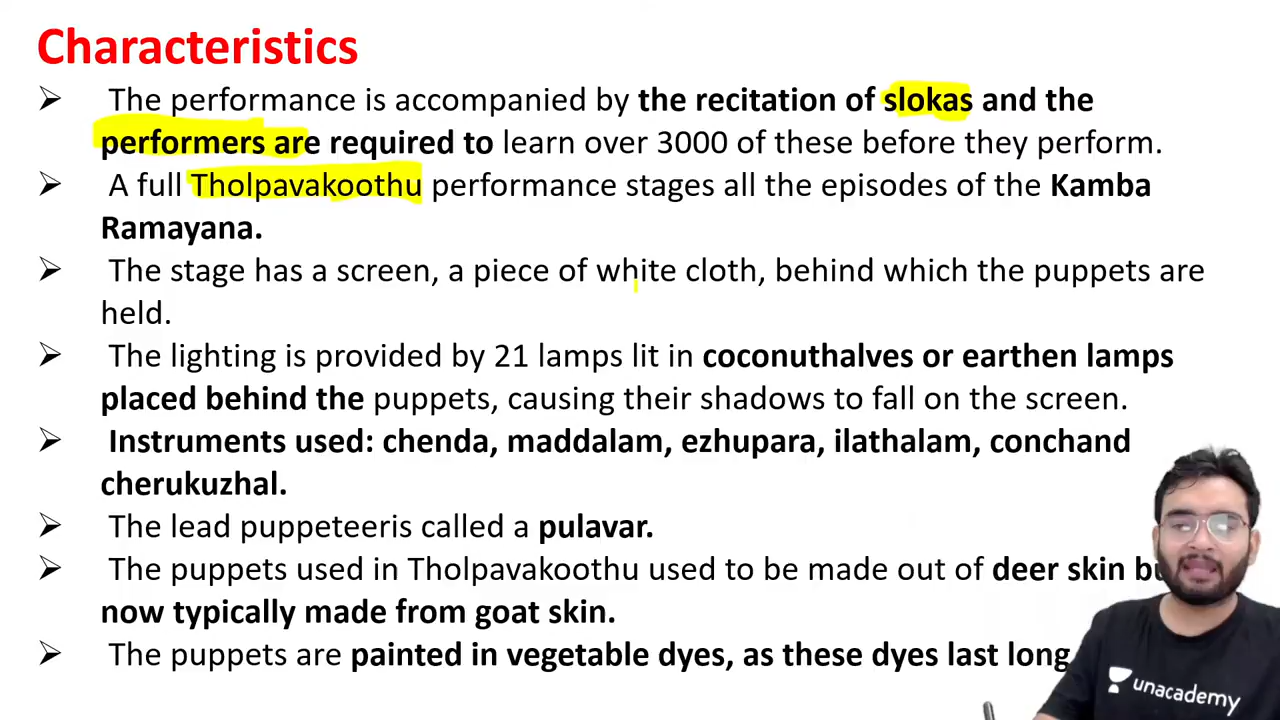 Characteristics
➢ The performance is accompanied by the recitation of slokas and the
performers are required to learn over 3000 of these before they perform.
➢ A full Tholpavakoothu performance stages all the episodes of the Kamba
Ramayana.
➢ The stage has a screen, a piece of white cloth, behind which the puppets are
held.
➢ The lighting is provided by 21 lamps lit in coconuthalves or earthen lamps
placed behind the puppets, causing their shadows to fall on the screen.
➢ Instruments used: chenda, maddalam, ezhupara, ilathalam, conchand
cherukuzhal.
➢ The lead puppeteeris called a pulavar.
➢ The puppets used in Tholpavakoothu used to be made out of deer skin
now typically made from goat skin.
➢ The puppets are painted in vegetable dyes, as these dyes last long
unacademy